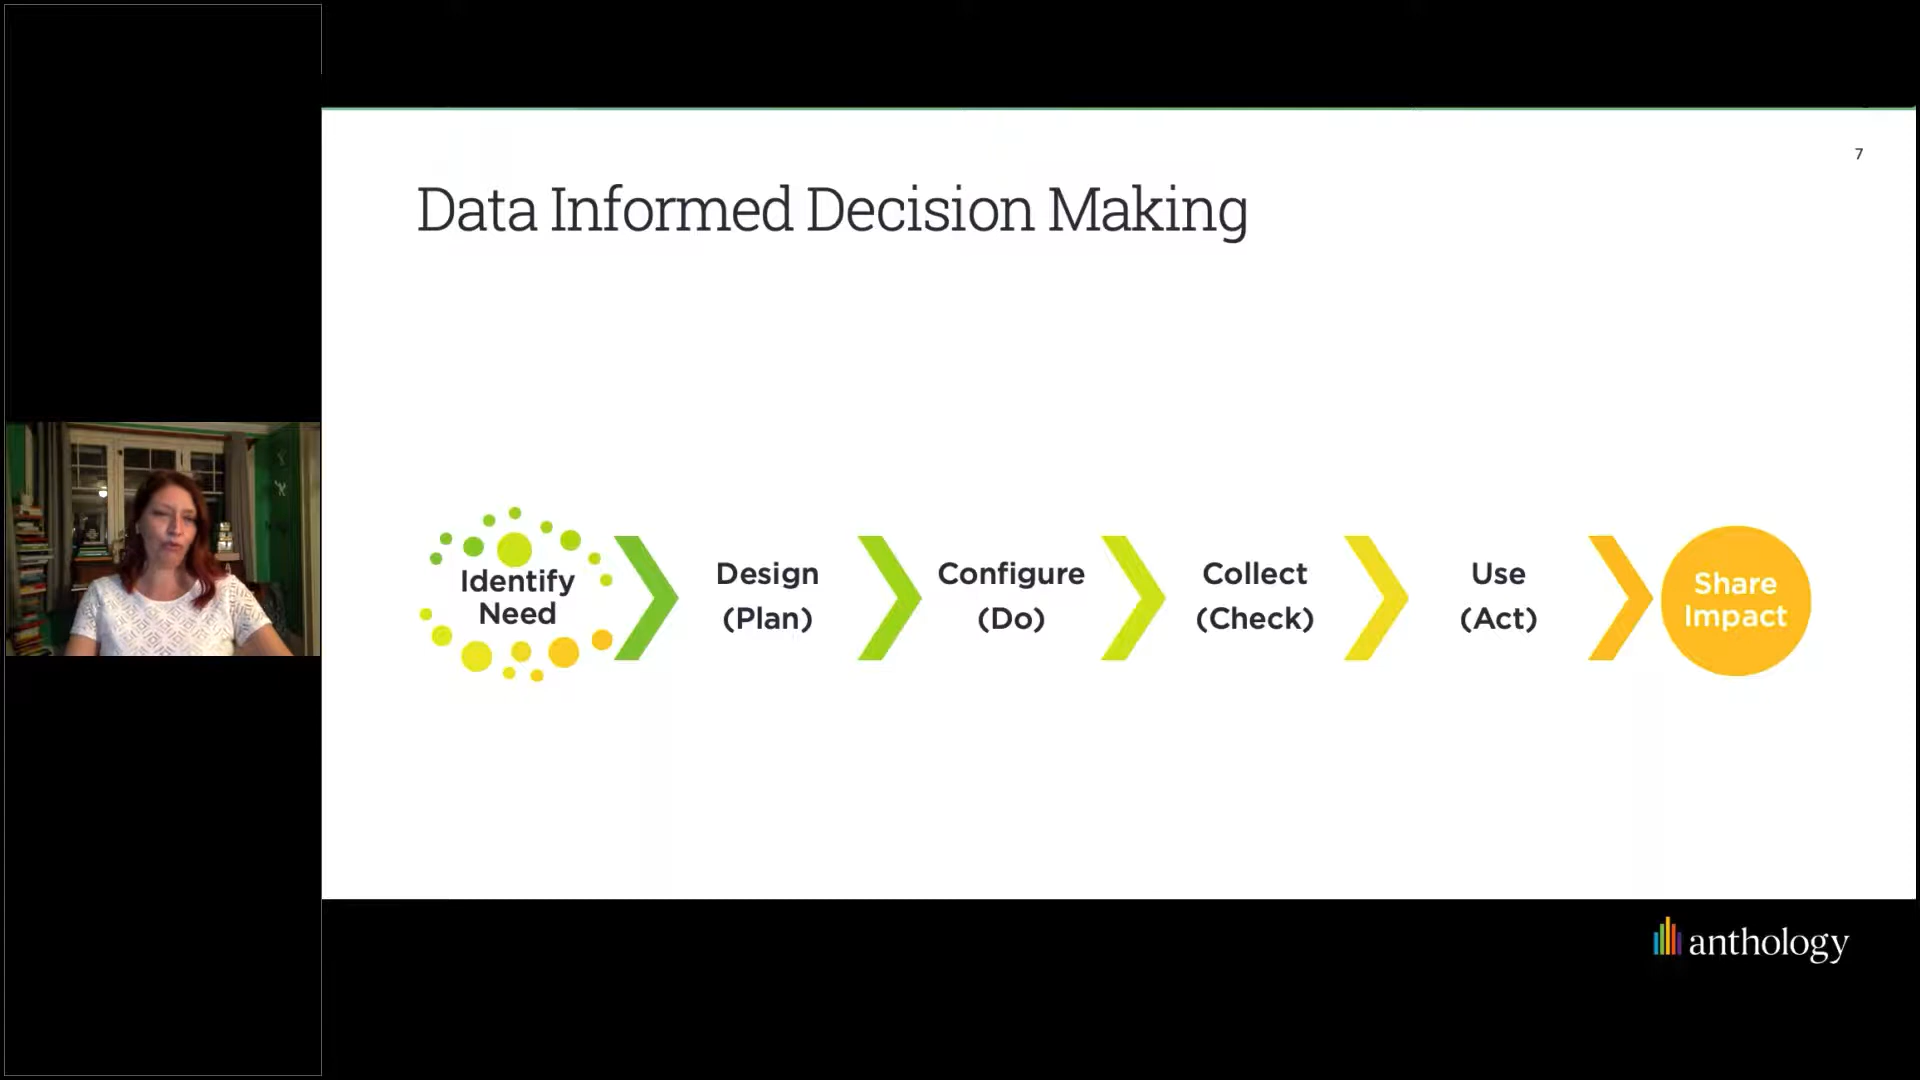 7
Data Informed Decision Making
Identify
Need
Design
(Plan)
Configure
(Do)
Collect
(Check)
Use
(Act)
Share
Impact
anthology